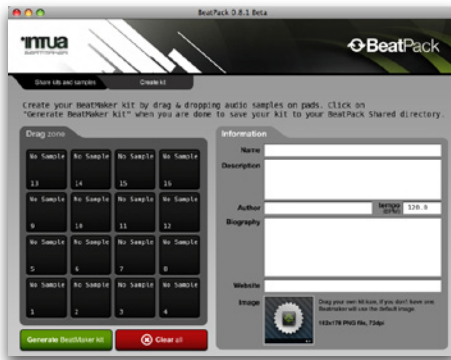 BeatPack 0.8.1 Beta
intua
BeatPack
Share kits and samples
Create kit
Create your BeatMaker kit by drag & dropping audio samples on pads. Click on
"Generate BeatMaker kit" when you are done to save your kit to your BeatPack Shared directory.
Drag zone
No Sample No Sample No Sample No Sample
13 14 15 16
No Sample No Sample No Sample No Sample
9 10 11 12
No Sample No Sample No Sample No Sample
5 6 7 8
No Sample No Sample No Sample No Sample
1 2 3 4
Generate BeatMaker kit
Clear all
Information
Name
Description
Author
tempo
120.0
Biography
Website
Image
Drag your own kit icon, if you don't have one
Beatmaker will use the default image.
182x178 PNG file, 72dpi